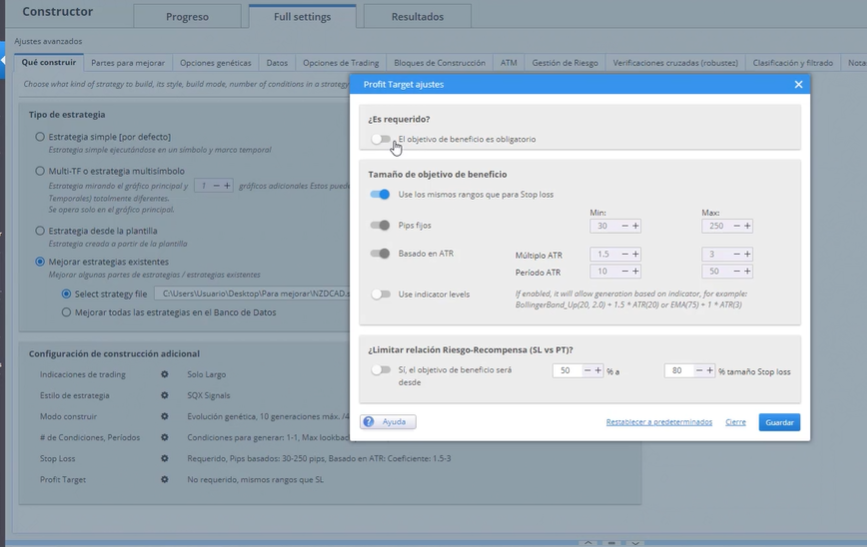 Constructor
Progreso
Full settings
Resultados
Ajustes avanzados
Qué construir
Partes para mejorar
Opciones genéticas
Datos
Opciones de Trading
Bloques de Construcción
ATM
Gestión de Riesgo
Verificaciones cruzadas (robustez)
Clasificación y filtrado
Nota
Choose what kind of strategy to build, its style, build mode, number of conditions in a strategy
Tipo de estrategia
Estrategia simple [por defecto]
Estrategia simple ejecutándose en un símbolo y marco temporal
Multi-TF o estrategia multisímbolo
Estrategia mirando el gráfico principal y 1 − + gráficos adicionales Estos puede
Temporales) totalmente diferentes.
Se opera solo en el gráfico principal.
Estrategia desde la plantilla
Estrategia creada a partir de la plantilla
Mejorar estrategias existentes
Mejorar algunas partes de estrategias / estrategias existentes
Select strategy file
C:\Users\Usuario\Desktop\Para mejorar\NZDCAD.s
Mejorar todas las estrategias en el Banco de Datos
Configuración de construcción adicional
Indicaciones de trading
Solo Largo
Estilo de estrategia
SQX Signals
Modo construir
Evolución genética, 10 generaciones máx. /4
# de Condiciones, Períodos
Condiciones para generar: 1-1, Max lookbac
Stop Loss
Requerido, Pips basados: 30-250 pips, Basado en ATR: Coeficiente: 1.5-3
Profit Target
No requerido, mismos rangos que SL
Profit Target ajustes
¿Es requerido?
El objetivo de beneficio es obligatorio
Tamaño de objetivo de beneficio
Use los mismos rangos que para Stop loss
Min:
Max:
Pips fijos
30 − +
250 − +
Basado en ATR
Múltiplo ATR
1.5 − +
3 − +
Período ATR
10 − +
50 − +
Use indicator levels
If enabled, it will allow generation based on indicator, for example:
BollingerBand_Up(20, 2.0) + 1.5 * ATR(20) or EMA(75) + 1 * ATR(3)
¿Limitar relación Riesgo-Recompensa (SL vs PT)?
Sí, el objetivo de beneficio será
desde
50 − + % a
80 − + % tamaño Stop loss
? Ayuda
Restablecer a predeterminados
Cierre
Guardar